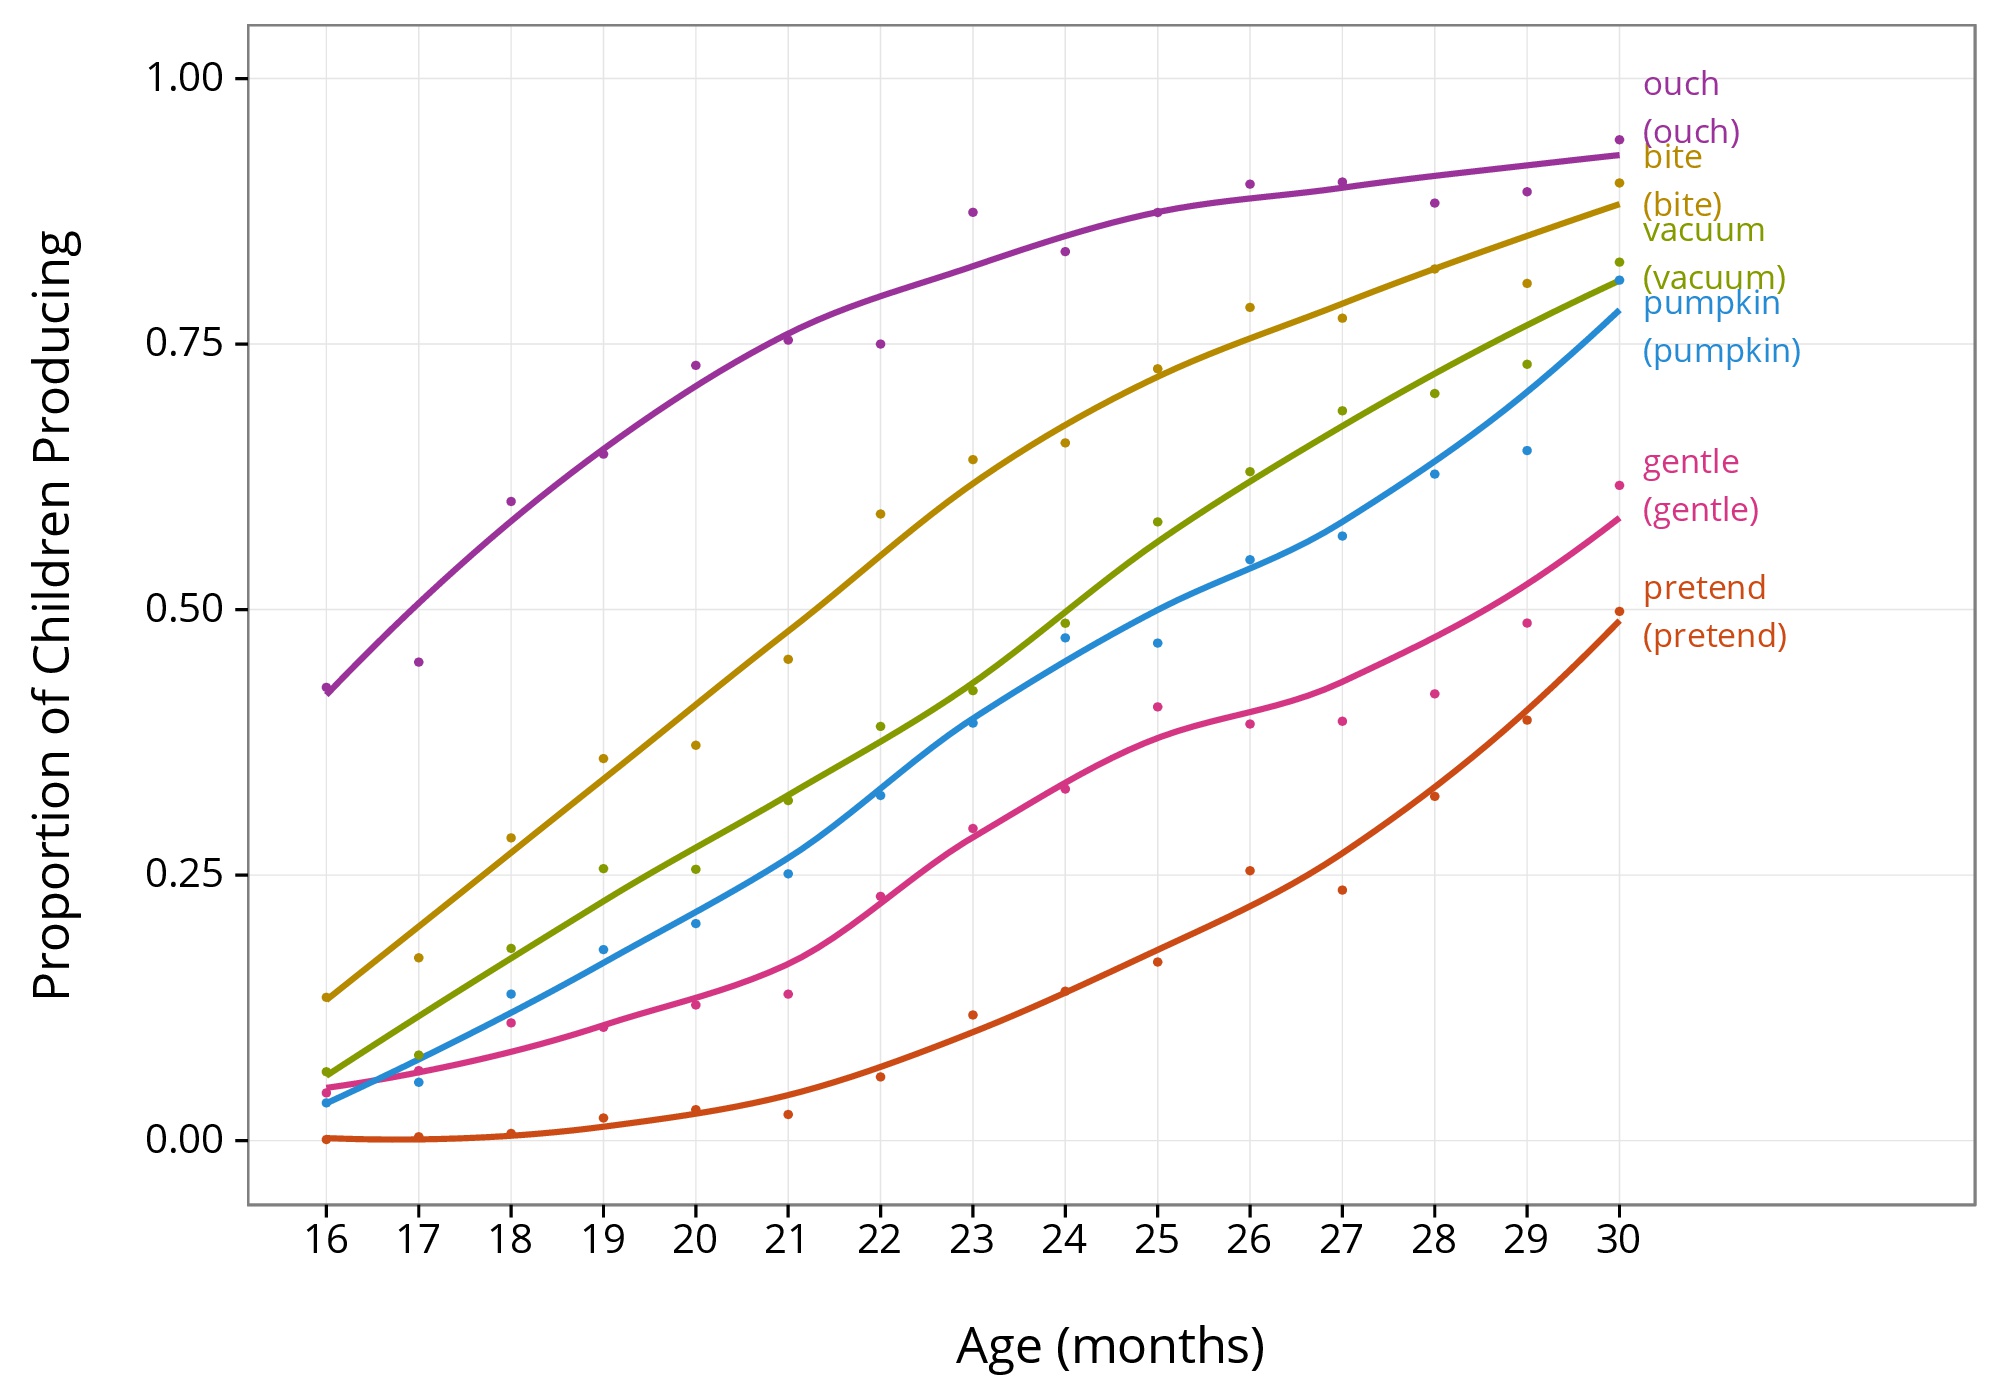 Proportion of Children Producing
1.00
0.75
0.50
0.25
0.00
ouch
(ouch)
bite
(bite)
vacuum
(vacuum)
pumpkin
(pumpkin)
gentle
(gentle)
pretend
(pretend)
16 17 18 19 20 21 22 23 24 25 26 27 28 29 30
Age (months)